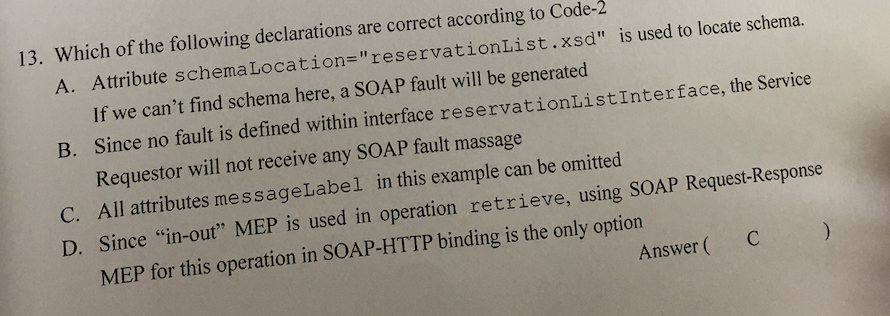 13. Which of the following declarations are correct according to Code-2
A. Attribute schemaLocation="reservationList.xsd" is used to locate schema.
If we can't find schema here, a SOAP fault will be generated
B. Since no fault is defined within interface reservationListInterface, the Service
Requestor will not receive any SOAP fault massage
C. All attributes messageLabel in this example can be omitted
D. Since “in-out” MEP is used in operation retrieve, using SOAP Request-Response
MEP for this operation in SOAP-HTTP binding is the only option
Answer ( C )